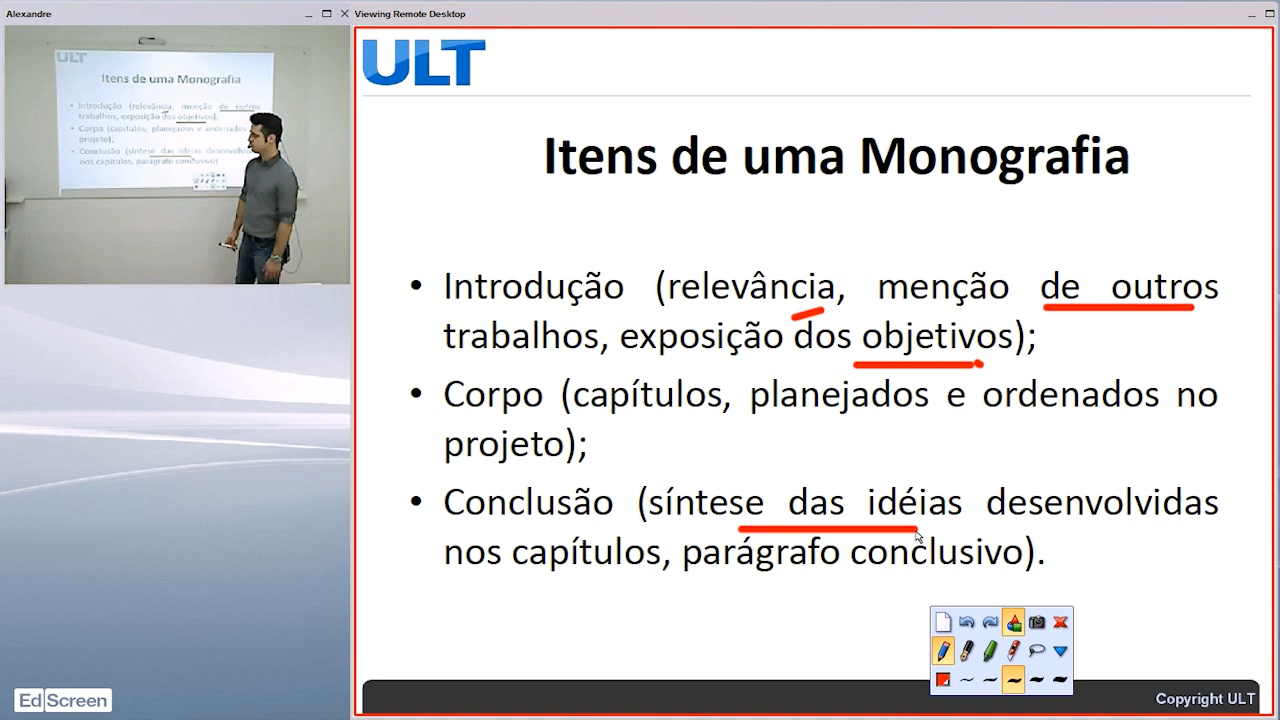 Alexandre
Viewing Remote Desktop
ULT
Itens de uma Monografia
• Introdução (relevância, menção de outros
trabalhos, exposição dos objetivos);
• Corpo (capítulos, planejados e ordenados no
projeto);
• Conclusão (síntese das idéias desenvolvidas
nos capítulos, parágrafo conclusivo).
Copyright ULT
ULT
Itens de uma Monografia
• Introdução (relevância, menção de outros
trabalhos, exposição dos objetivos);
• Corpo (capítulos, planejados e ordenados
projeto);
• Conclusão (síntese das idéias desenvolvi
nos capítulos, parágrafo conclusivo)
Ed Screen